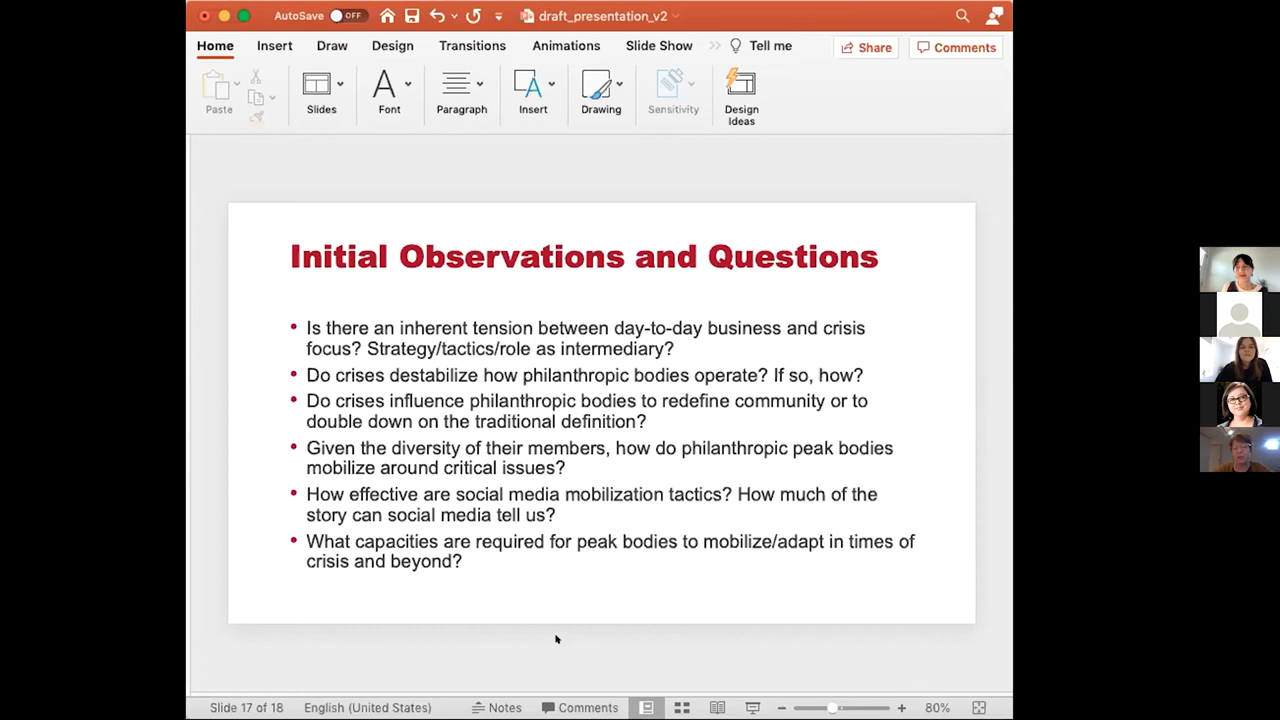 AutoSave OFF draft_presentation_v2
Home Insert Draw Design Transitions Animations Slide Show Tell me Share Comments
Paste Slides Font Paragraph Insert Drawing Sensitivity Design
Ideas
Initial Observations and Questions
• Is there an inherent tension between day-to-day business and crisis
focus? Strategy/tactics/role as intermediary?
• Do crises destabilize how philanthropic bodies operate? If so, how?
• Do crises influence philanthropic bodies to redefine community or to
double down on the traditional definition?
• Given the diversity of their members, how do philanthropic peak bodies
mobilize around critical issues?
• How effective are social media mobilization tactics? How much of the
story can social media tell us?
• What capacities are required for peak bodies to mobilize/adapt in times of
crisis and beyond?
Slide 17 of 18 English (United States) Notes Comments 80%